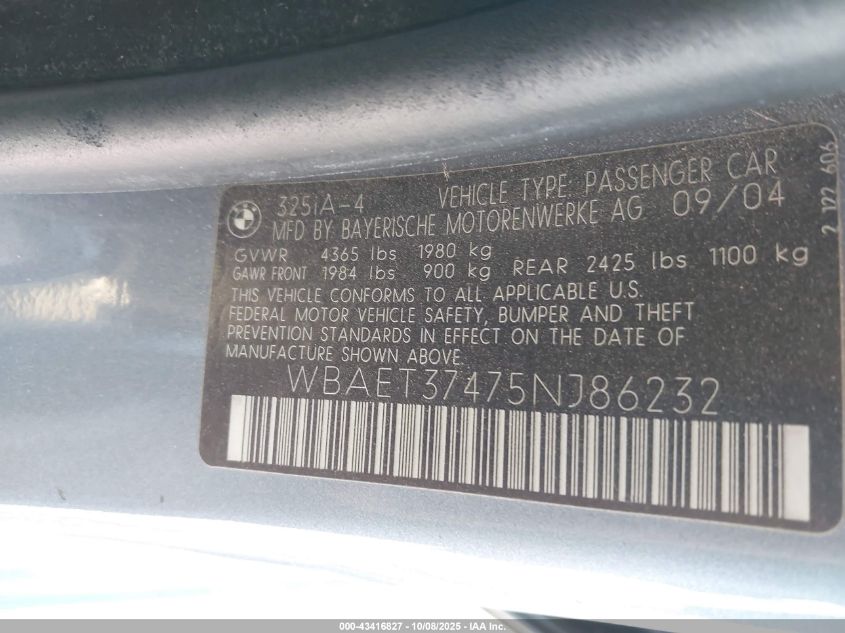 325iA-4 VEHICLE TYPE: PASSENGER CAR
MFD BY BAYERISCHE MOTORENWERKE AG 09/04
GVWR 4365 lbs 1980 kg
GAWR FRONT 1984 lbs 900 kg REAR 2425 lbs 1100 kg
THIS VEHICLE CONFORMS TO ALL APPLICABLE U.S.
FEDERAL MOTOR VEHICLE SAFETY, BUMPER AND THEFT
PREVENTION STANDARDS IN EFFECT ON THE DATE OF
MANUFACTURE SHOWN ABOVE.
WBAET37475NJ86232
2 122 606
000-43416827 - 10/08/2025 - IAA Inc.